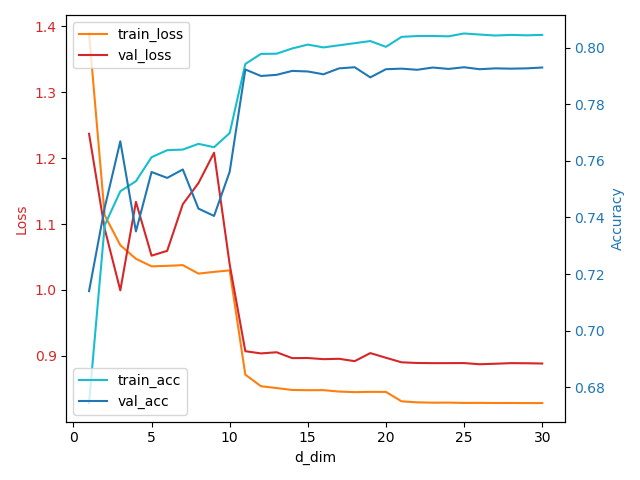 train_loss
val_loss
train_acc
val_acc
Loss
Accuracy
d_dim
1.4
1.3
1.2
1.1
1.0
0.9
0.80
0.78
0.76
0.74
0.72
0.70
0.68
0 5 10 15 20 25 30